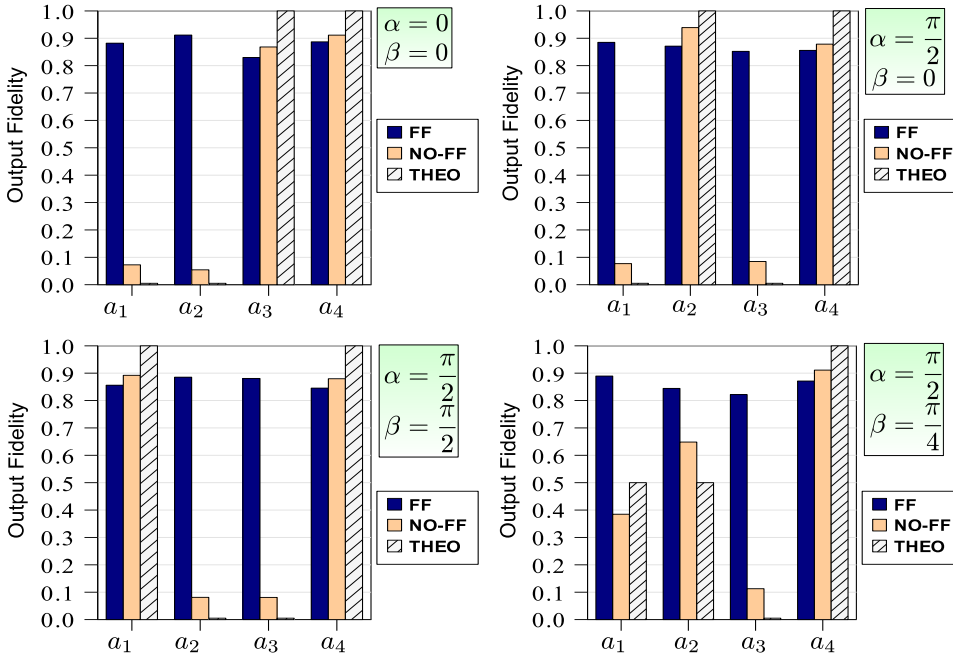 1.0
0.9
0.8
0.7
0.6
0.5
0.4
0.3
0.2
0.1
0.0
Output Fidelity
a₁ a₂ a₃ a₄
α = 0
β = 0
FF
NO-FF
THEO
1.0
0.9
0.8
0.7
0.6
0.5
0.4
0.3
0.2
0.1
0.0
Output Fidelity
a₁ a₂ a₃ a₄
α = π/2
β = 0
FF
NO-FF
THEO
1.0
0.9
0.8
0.7
0.6
0.5
0.4
0.3
0.2
0.1
0.0
Output Fidelity
a₁ a₂ a₃ a₄
α = π/2
β = π/2
FF
NO-FF
THEO
1.0
0.9
0.8
0.7
0.6
0.5
0.4
0.3
0.2
0.1
0.0
Output Fidelity
a₁ a₂ a₃ a₄
α = π/2
β = π/4
FF
NO-FF
THEO